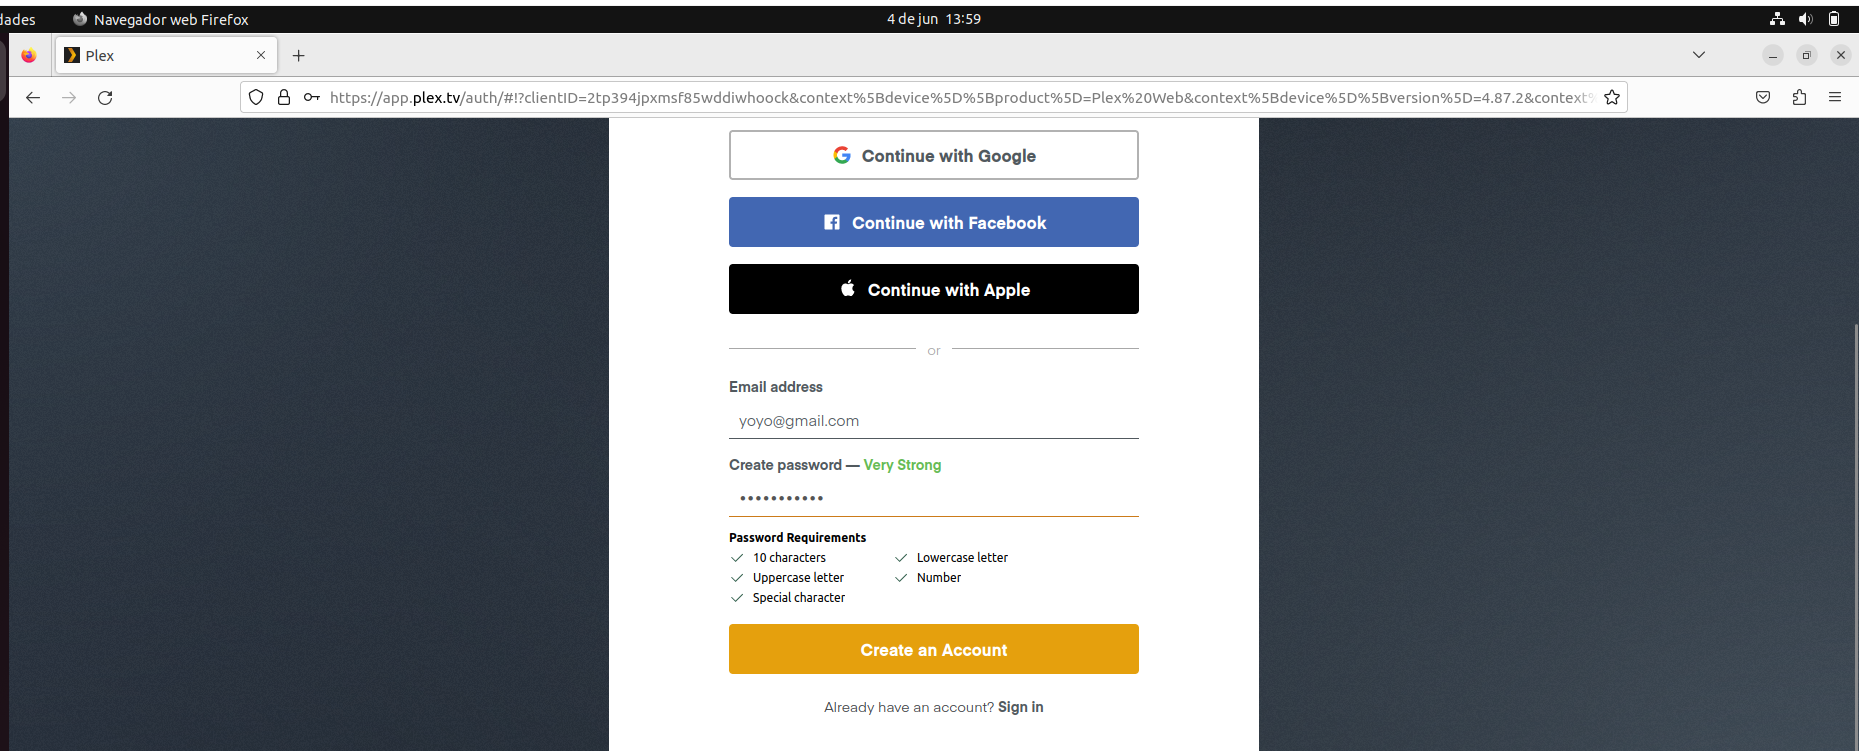 dades Navegador web Firefox 4 de jun 13:59
Plex
https://app.plex.tv/auth/#!?clientID=2tp394jpxmsf85wddiwhoock&context%5Bdevice%5D%5Bproduct%5D=Plex%20Web&context%5Bdevice%5D%5Bversion%5D=4.87.2&context%
Continue with Google
Continue with Facebook
Continue with Apple
or
Email address
yoyo@gmail.com
Create password — Very Strong
•••••••••••
Password Requirements
10 characters Lowercase letter
Uppercase letter Number
Special character
Create an Account
Already have an account? Sign in